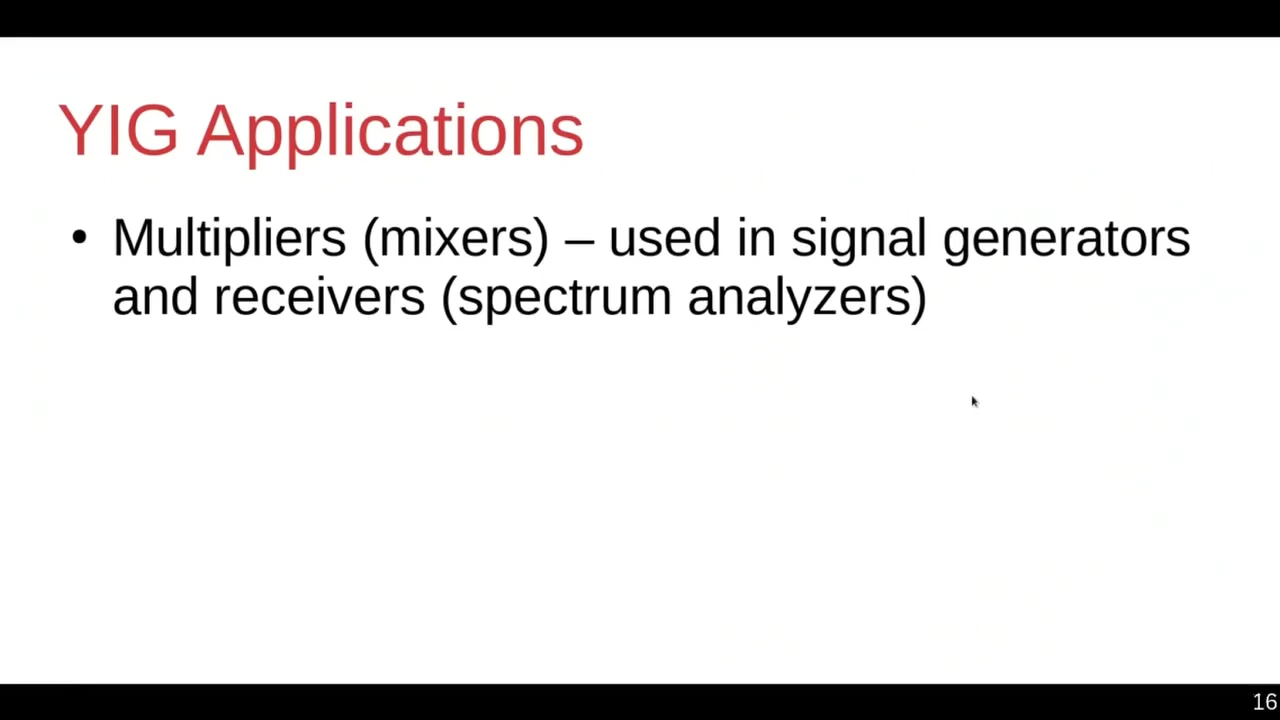 YIG Applications
• Multipliers (mixers) – used in signal generators
and receivers (spectrum analyzers)
16